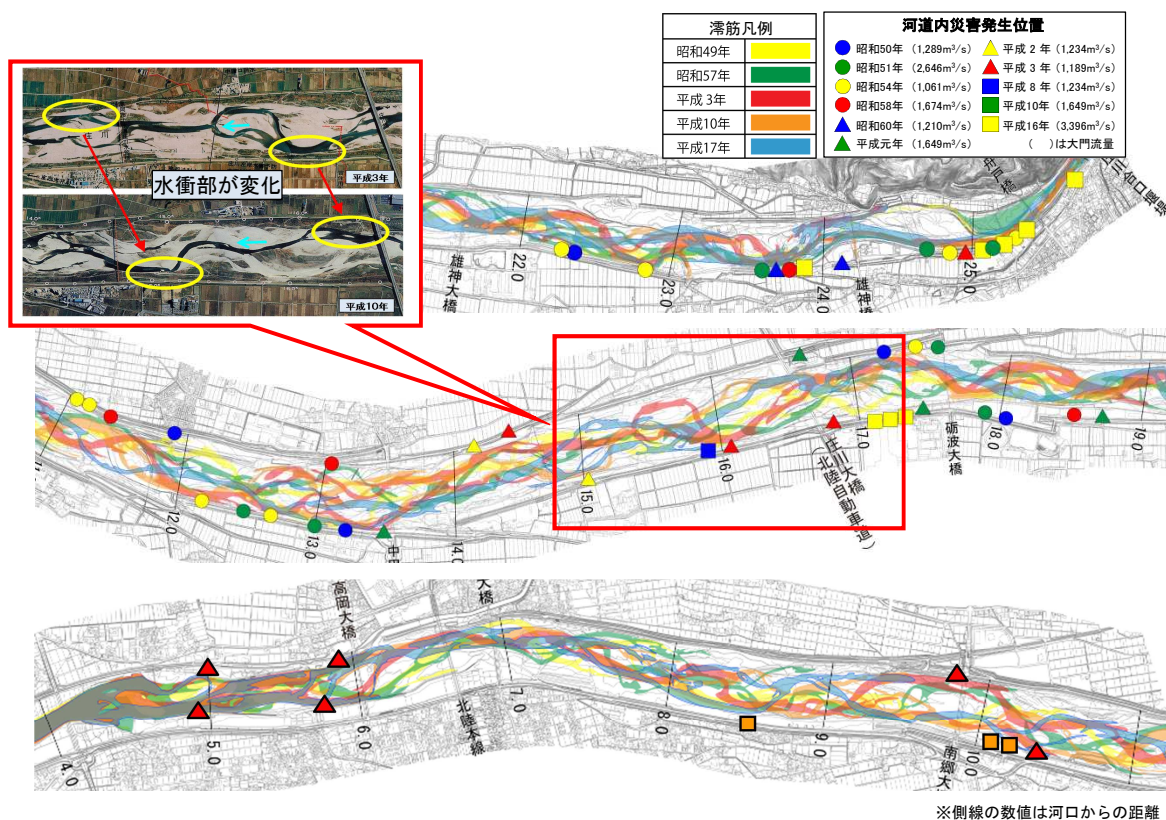 澪筋凡例
昭和49年
昭和57年
平成 3年
平成10年
平成17年
河道内災害発生位置
昭和50年 (1,289m³/s)
昭和51年 (2,646m³/s)
昭和54年 (1,061m³/s)
昭和58年 (1,674m³/s)
昭和60年 (1,210m³/s)
平成元年 (1,649m³/s)
平成 2 年 (1,234m³/s)
平成 3 年 (1,189m³/s)
平成 8 年 (1,234m³/s)
平成10年 (1,649m³/s)
平成16年 (3,396m³/s)
( )は大門流量
平成3年
水衝部が変化
平成10年
雄神大橋
22.0
23.0
24.0
雄神橋
25.0
12.0
13.0
14.0
15.0
16.0
17.0
庄川大橋
(北陸自動車道)
砺波大橋
18.0
19.0
4.0
5.0
高岡大橋
6.0
北陸本線
大橋
7.0
8.0
9.0
10.0
南郷大
※側線の数値は河口からの距離